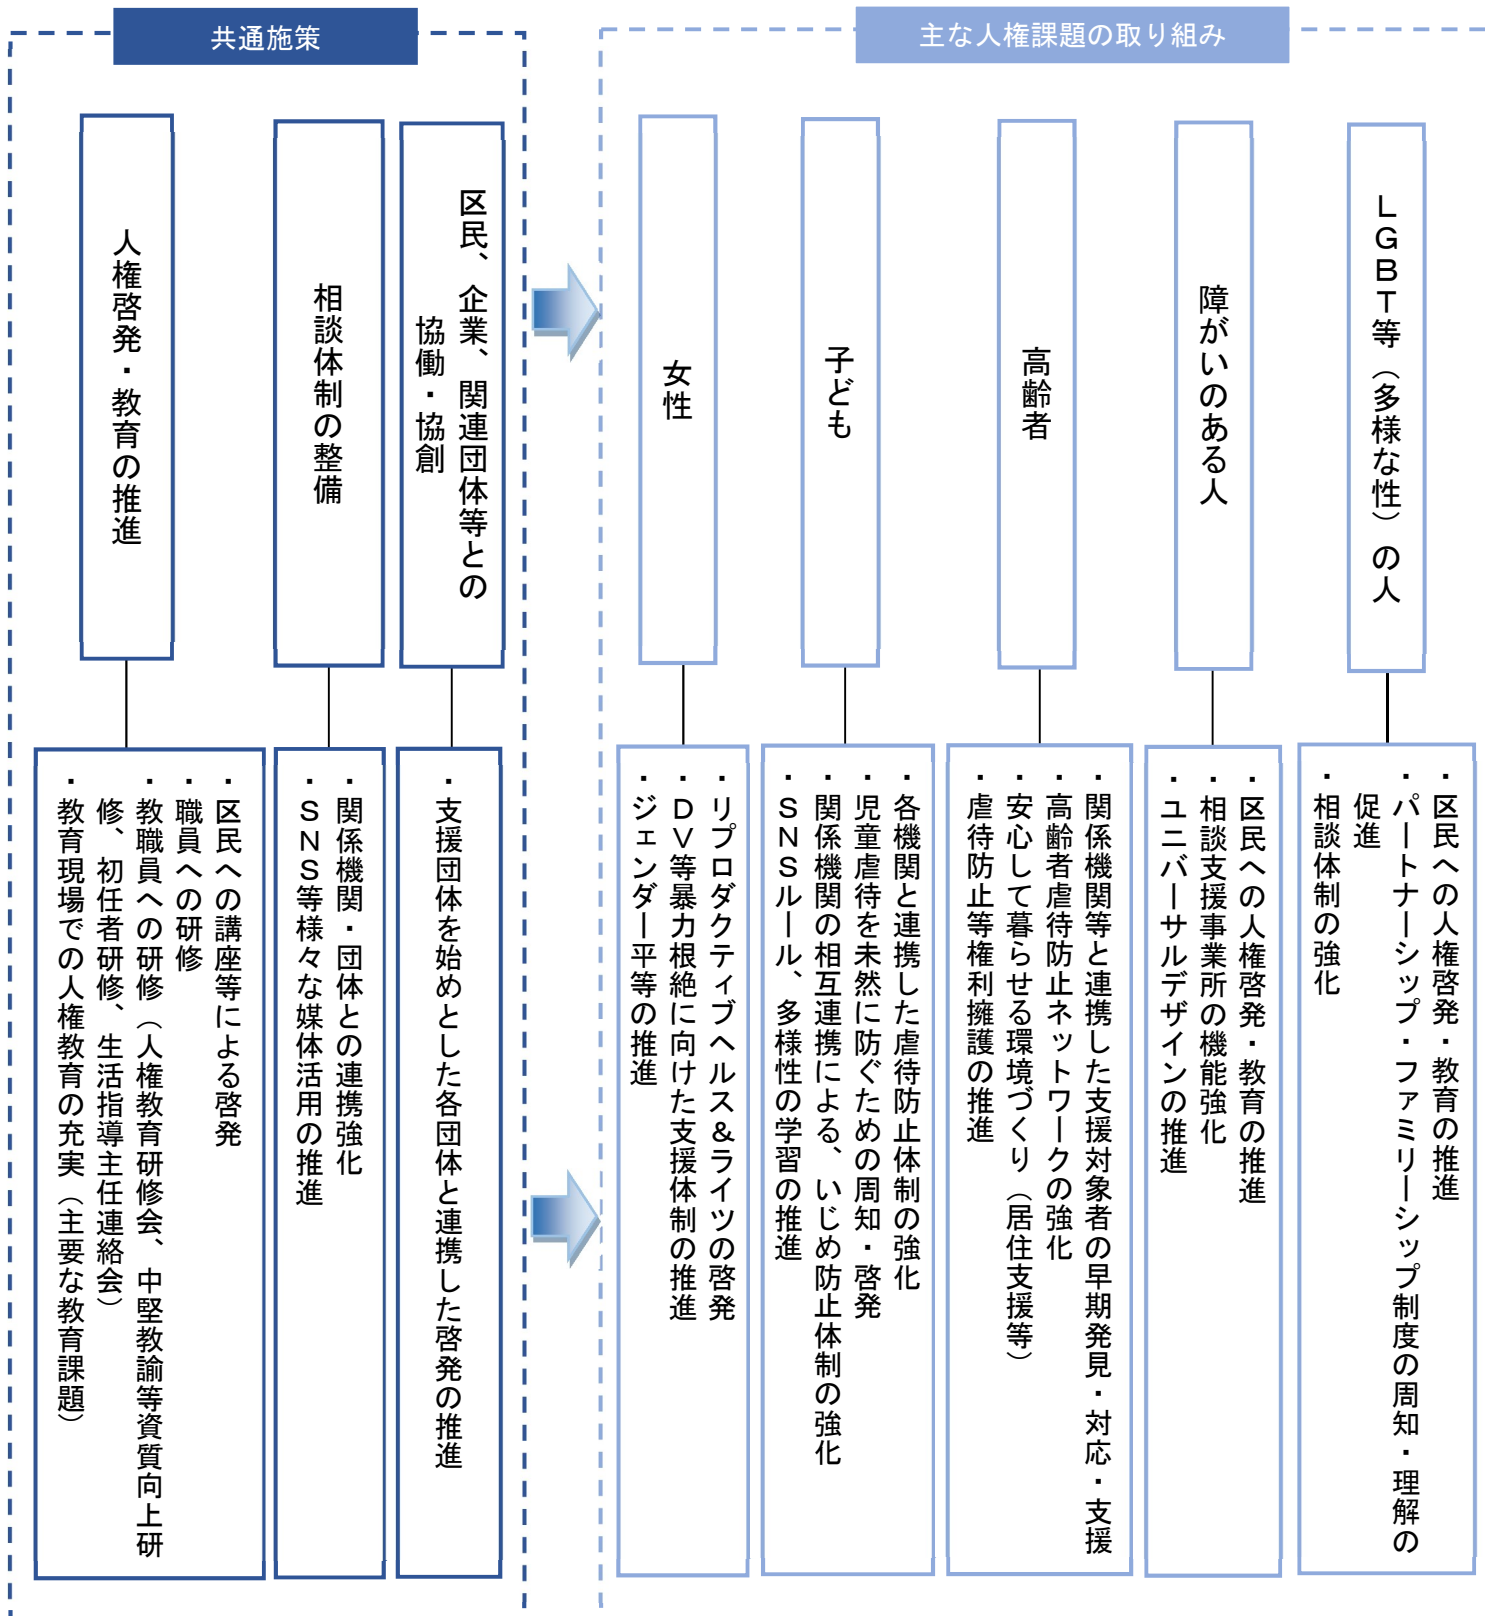 共通施策
人権啓発・教育の推進
・区民への講座等による啓発
・職員への研修
・教職員への研修（人権教育研修会、中堅教諭等資質向上研
修、初任者研修、生活指導主任連絡会）
・教育現場での人権教育の充実（主要な教育課題）
相談体制の整備
・関係機関・団体との連携強化
・ＳＮＳ等様々な媒体活用の推進
区民、企業、関連団体等との
協働・協創
・支援団体を始めとした各団体と連携した啓発の推進
主な人権課題の取り組み
女性
・リプロダクティブヘルス＆ライツの啓発
・ＤＶ等暴力根絶に向けた支援体制の推進
・ジェンダー平等の推進
子ども
・各機関と連携した虐待防止体制の強化
・児童虐待を未然に防ぐための周知・啓発
・関係機関の相互連携による、いじめ防止体制の強化
・ＳＮＳルール、多様性の学習の推進
高齢者
・関係機関等と連携した支援対象者の早期発見・対応・支援
・高齢者虐待防止ネットワークの強化
・安心して暮らせる環境づくり（居住支援等）
・虐待防止等権利擁護の推進
障がいのある人
・区民への人権啓発・教育の推進
・相談支援事業所の機能強化
・ユニバーサルデザインの推進
ＬＧＢＴ等（多様な性）の人
・区民への人権啓発・教育の推進
・パートナーシップ・ファミリーシップ制度の周知・理解の
促進
・相談体制の強化